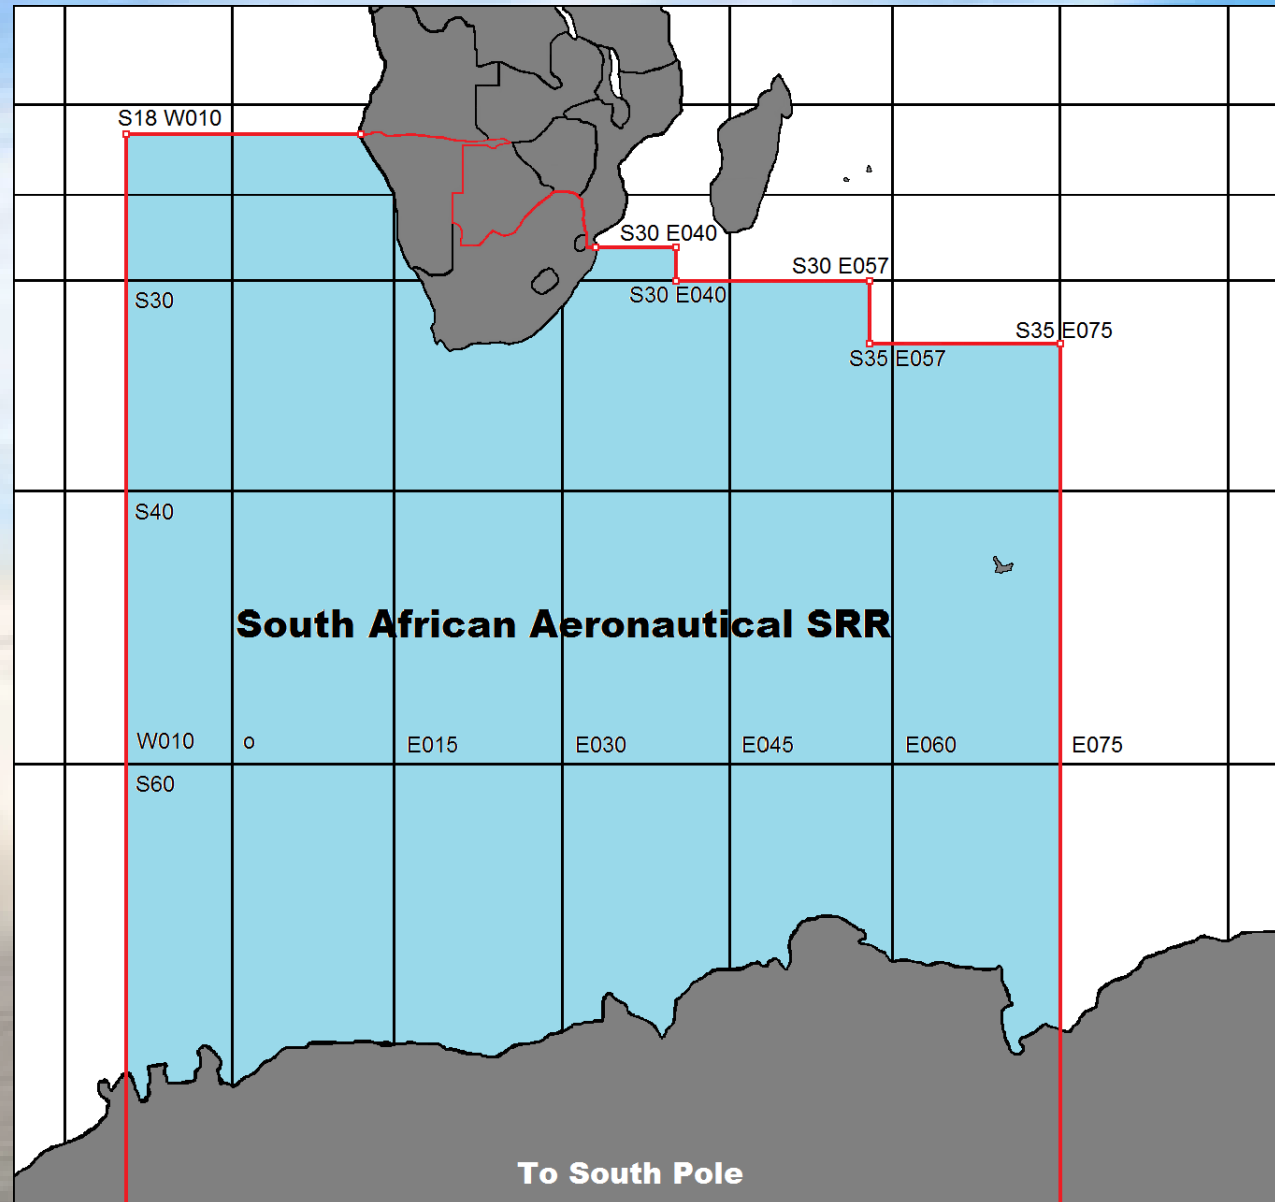 S18 W010
S30 E040
S30 E057
S30
S30 E040
S35 E075
S35 E057
S40
South African Aeronautical SRR
W010 o E015 E030 E045 E060 E075
S60
To South Pole